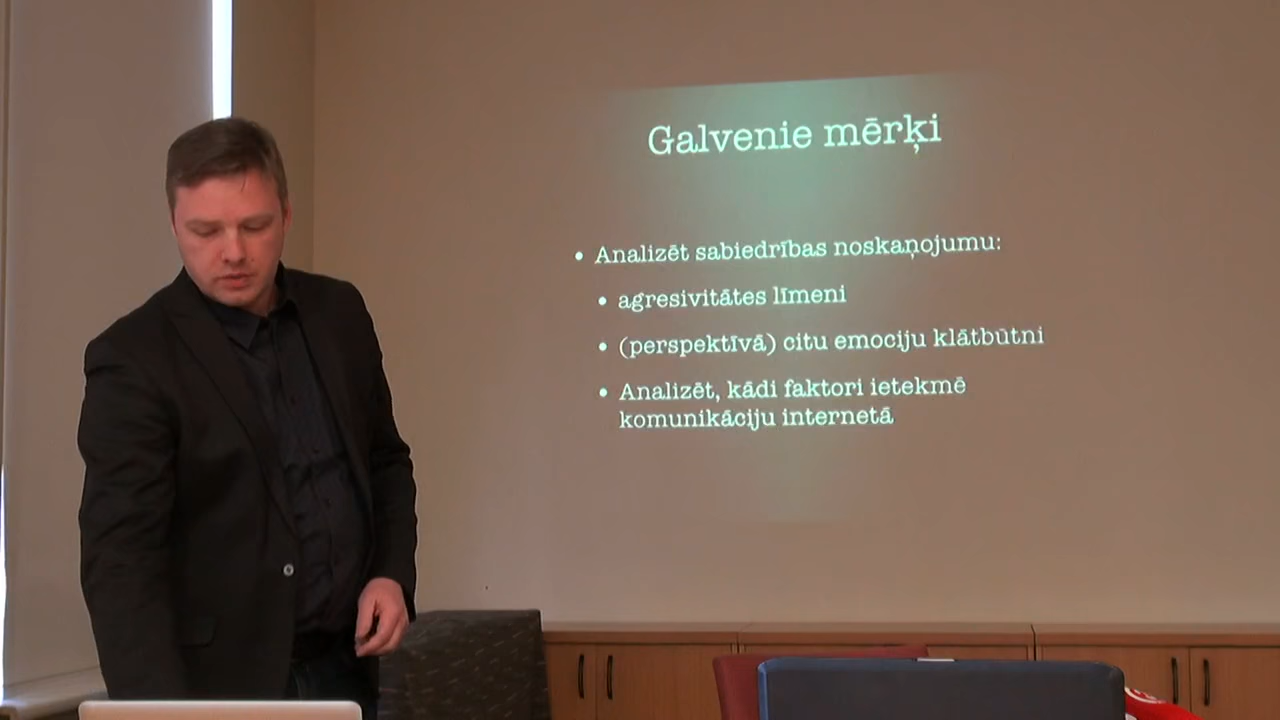 Galvenie mērķi
• Analizēt sabiedrības noskaņojumu:
• agresivitātes līmeni
• (perspektīvā) citu emociju klātbūtni
• Analizēt, kādi faktori ietekmē
komunikāciju internetā